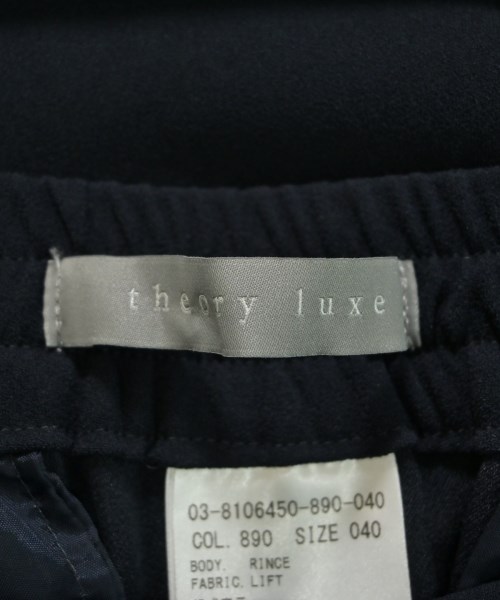 theory luxe
03-8106450-890-040
COL. 890 SIZE 040
BODY. RINCE
FABRIC. LIFT